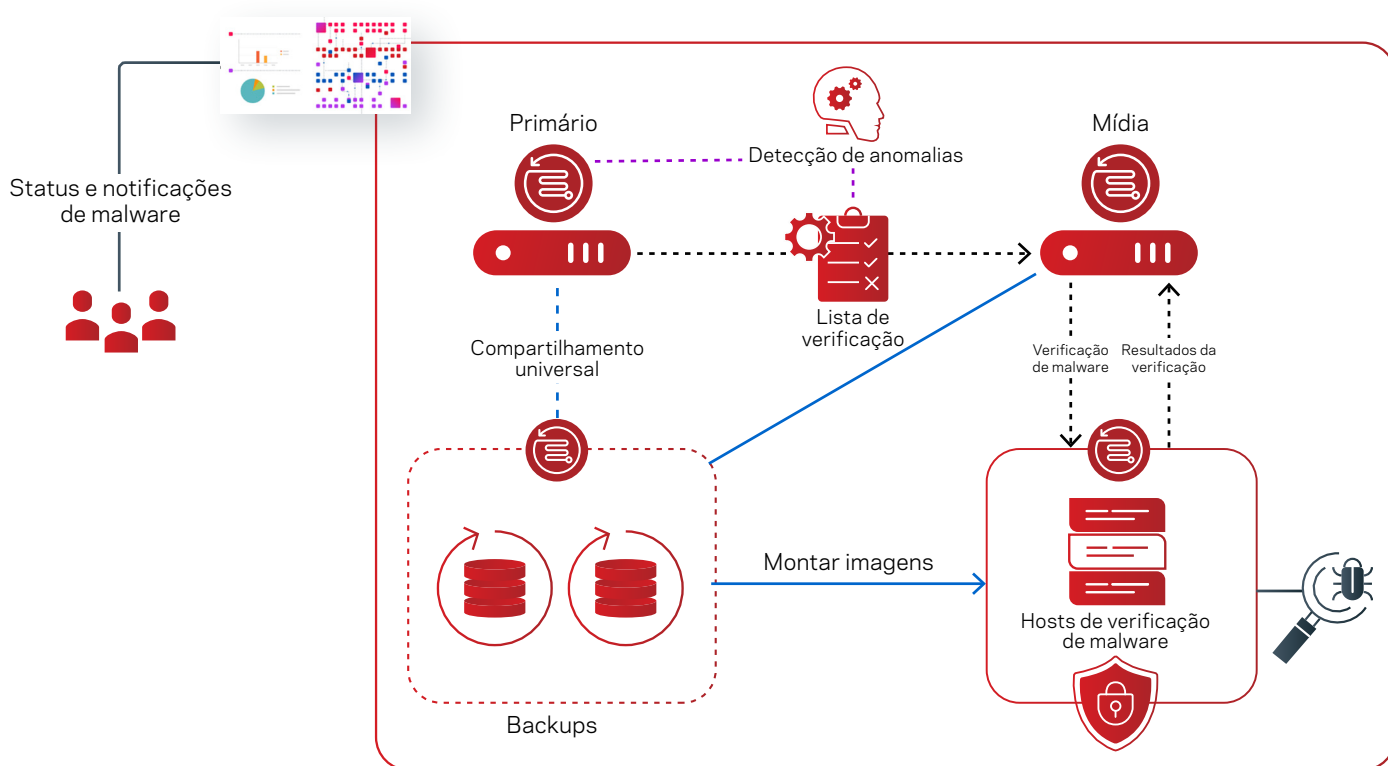 Primário
Mídia
Detecção de anomalias
Status e notificações
de malware
Lista de
verificação
Compartilhamento
universal
Verificação
de malware
Resultados da
verificação
Montar imagens
Hosts de verificação
de malware
Backups